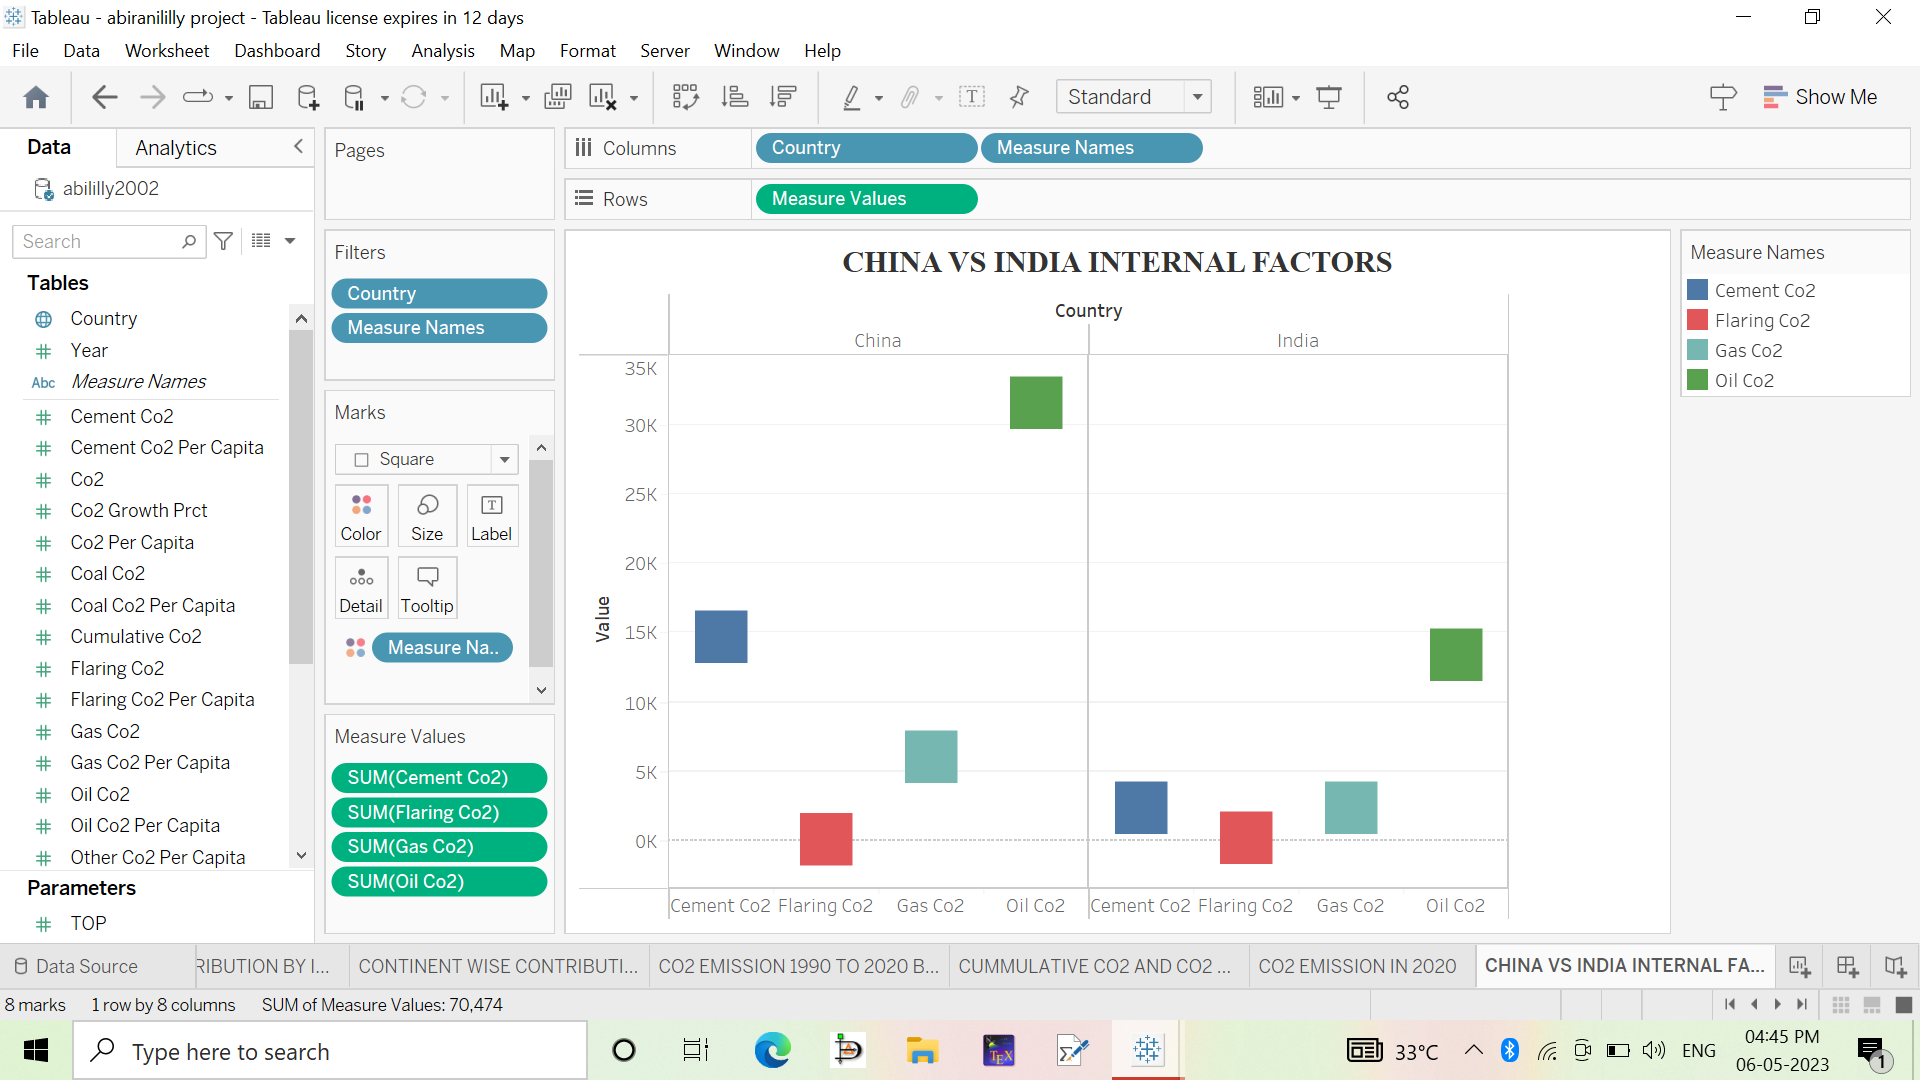 Tableau - abiranililly project - Tableau license expires in 12 days
File Data Worksheet Dashboard Story Analysis Map Format Server Window Help
Standard
Show Me
Data
Analytics
abililly2002
Search
Tables
Country
Year
Abc Measure Names
Cement Co2
Cement Co2 Per Capita
Co2
Co2 Growth Prct
Co2 Per Capita
Coal Co2
Coal Co2 Per Capita
Cumulative Co2
Flaring Co2
Flaring Co2 Per Capita
Gas Co2
Gas Co2 Per Capita
Oil Co2
Oil Co2 Per Capita
Other Co2 Per Capita
Parameters
TOP
Pages
Filters
Country
Measure Names
Marks
Square
Color
Size
T
Label
Detail
Tooltip
Measure Na..
Measure Values
SUM(Cement Co2)
SUM(Flaring Co2)
SUM(Gas Co2)
SUM(Oil Co2)
Columns
Country
Measure Names
Rows
Measure Values
CHINA VS INDIA INTERNAL FACTORS
Country
China
India
Value
35K
30K
25K
20K
15K
10K
5K
0K
Cement Co2 Flaring Co2 Gas Co2 Oil Co2 Cement Co2 Flaring Co2 Gas Co2 Oil Co2
Measure Names
Cement Co2
Flaring Co2
Gas Co2
Oil Co2
Data Source
RIBUTION BY I...
CONTINENT WISE CONTRIBUTI...
CO2 EMISSION 1990 TO 2020 B...
CUMMULATIVE CO2 AND CO2 ...
CO2 EMISSION IN 2020
CHINA VS INDIA INTERNAL FA...
8 marks 1 row by 8 columns SUM of Measure Values: 70,474
Type here to search
TEX
33°C
ENG
04:45 PM
06-05-2023
1